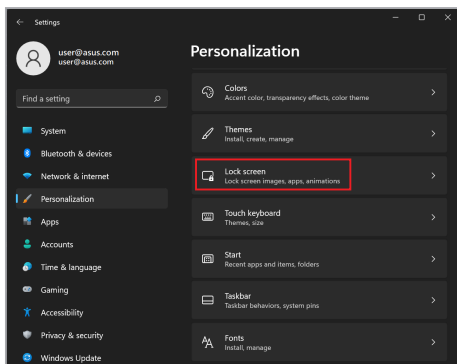 Settings
user@asus.com
user@asus.com
Find a setting
System
Bluetooth & devices
Network & internet
Personalization
Apps
Accounts
Time & language
Gaming
Accessibility
Privacy & security
Windows Update
Personalization
Colors
Accent color, transparency effects, color theme
Themes
Install, create, manage
Lock screen
Lock screen images, apps, animations
Touch keyboard
Themes, size
Start
Recent apps and items, folders
Taskbar
Taskbar behaviors, system pins
Fonts
Install, manage